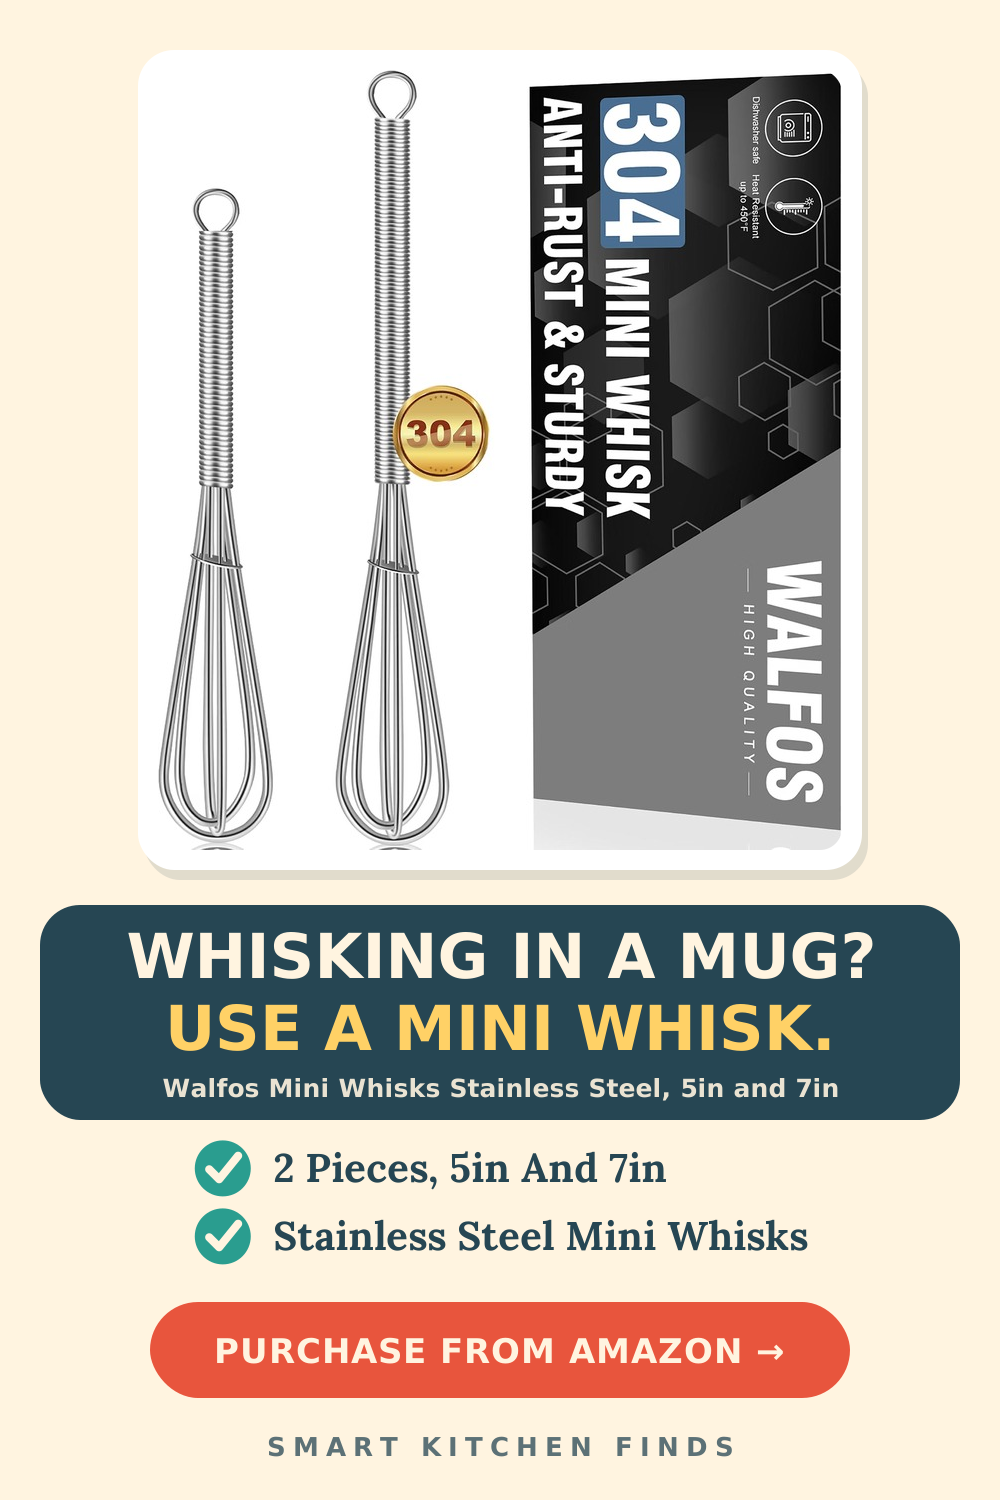 304 MINI WHISK
ANTI-RUST & STURDY
Dishwasher safe
Heat Resistant
up to 450°F
WALFOS
HIGH QUALITY
304
WHISKING IN A MUG?
USE A MINI WHISK.
Walfos Mini Whisks Stainless Steel, 5in and 7in
2 Pieces, 5in And 7in
Stainless Steel Mini Whisks
PURCHASE FROM AMAZON →
SMART KITCHEN FINDS